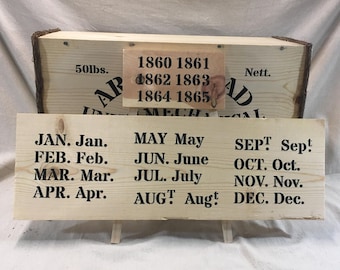 1860 1861
50lbs. 1862 1863 Nett.
1864 1865
JAN. Jan. MAY May SEPT Sept.
FEB. Feb. JUN. June OCT. Oct.
MAR. Mar. JUL. July NOV. Nov.
APR. Apr. AUGT Augt DEC. Dec.